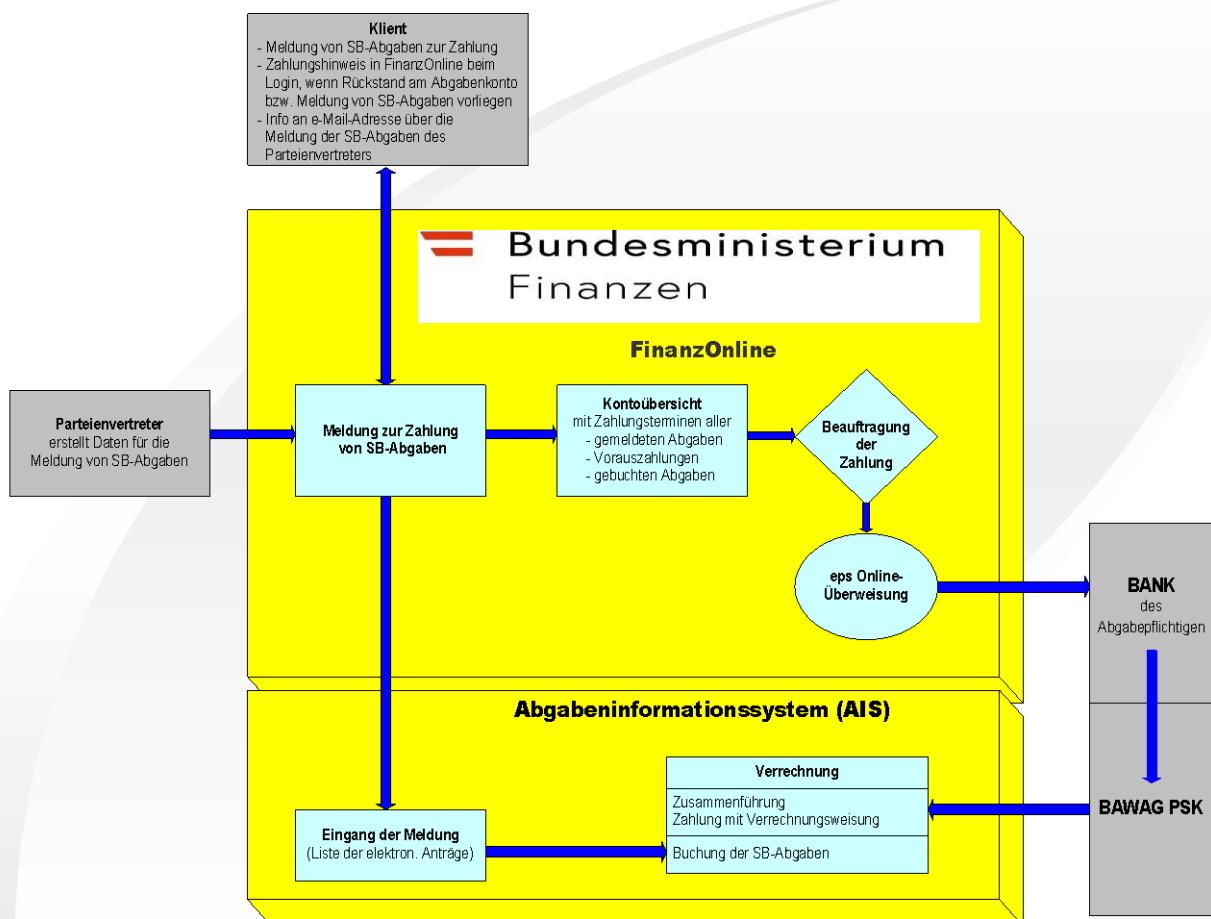 Klient
- Meldung von SB-Abgaben zur Zahlung
- Zahlungshinweis in FinanzOnline beim
Login, wenn Rückstand am Abgabenkonto
bzw. Meldung von SB-Abgaben vorliegen
- Info an e-Mail-Adresse über die
Meldung der SB-Abgaben des
Parteienvertreters
Bundesministerium
Finanzen
FinanzOnline
Parteienvertreter
erstellt Daten für die
Meldung von SB-Abgaben
Meldung zur Zahlung
von SB-Abgaben
Kontoübersicht
mit Zahlungsterminen aller
- gemeldeten Abgaben
- Vorauszahlungen
- gebuchten Abgaben
Beauftragung
der
Zahlung
eps Online-
Überweisung
BANK
des
Abgabepflichtigen
Abgabeninformationssystem (AIS)
Verrechnung
Zusammenführung
Zahlung mit Verrechnungsweisung
Buchung der SB-Abgaben
BAWAG PSK
Eingang der Meldung
(Liste der elektron. Anträge)